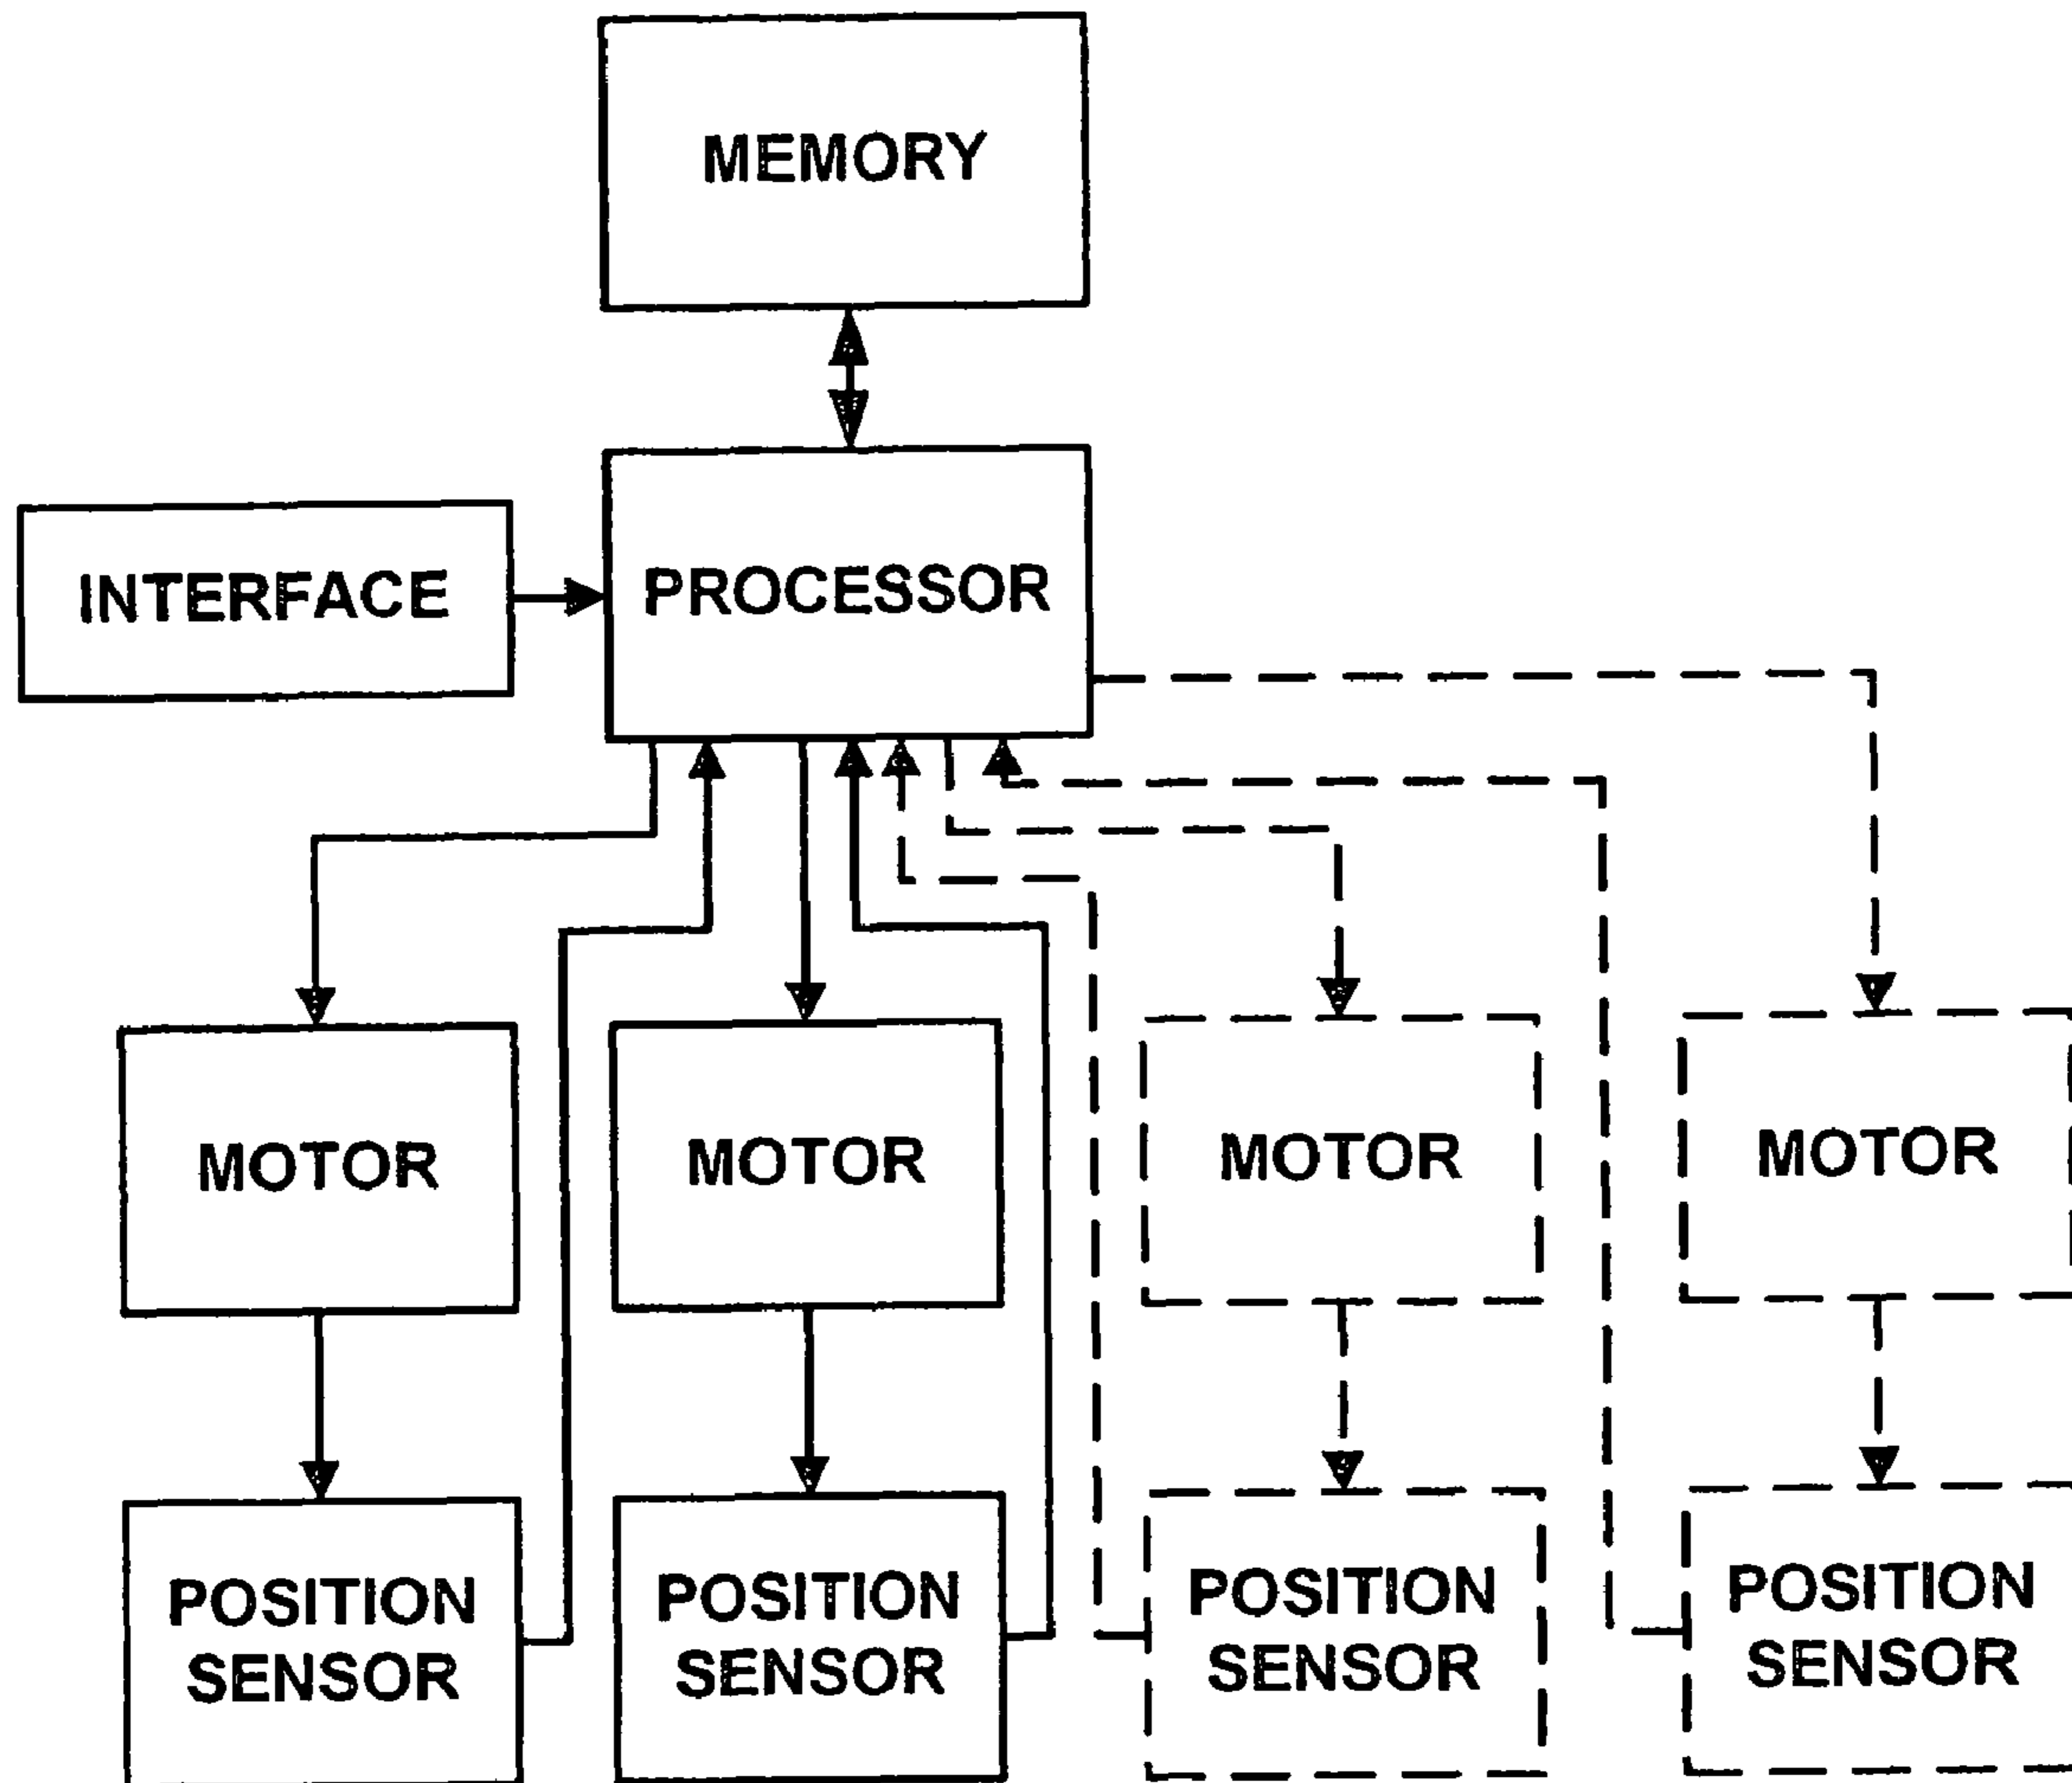 MEMORY
INTERFACE
PROCESSOR
MOTOR
MOTOR
MOTOR
MOTOR
POSITION
SENSOR
POSITION
SENSOR
POSITION
SENSOR
POSITION
SENSOR